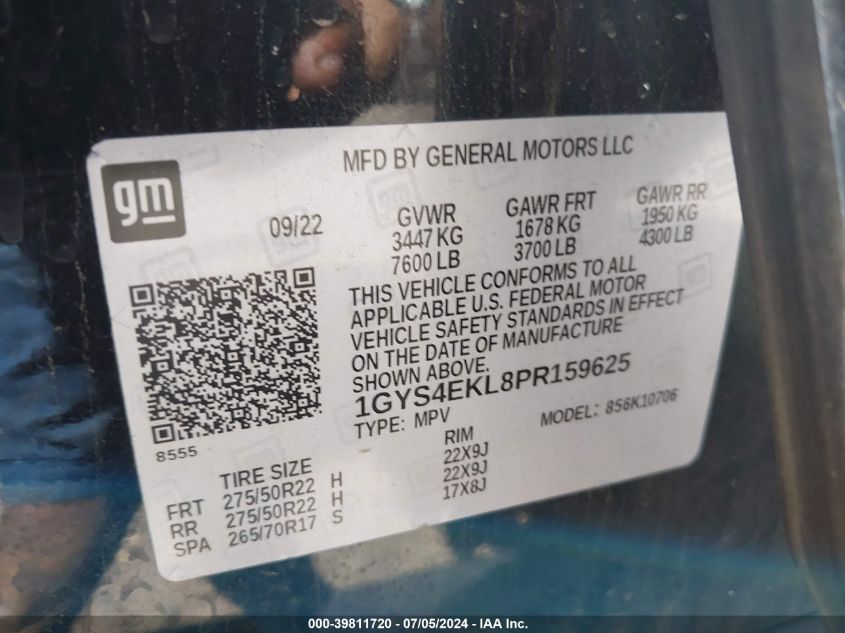 MFD BY GENERAL MOTORS LLC
gm
09/22
GVWR
3447 KG
7600 LB
GAWR FRT
1678 KG
3700 LB
GAWR RR
1950 KG
4300 LB
THIS VEHICLE CONFORMS TO ALL
APPLICABLE U.S. FEDERAL MOTOR
VEHICLE SAFETY STANDARDS IN EFFECT
ON THE DATE OF MANUFACTURE
SHOWN ABOVE.
1GYS4EKL8PR159625
TYPE: MPV
MODEL: 856K10706
8555
TIRE SIZE
RIM
FRT 275/50R22 H 22X9J
RR 275/50R22 H 22X9J
SPA 265/70R17 S 17X8J
000-39811720 / 07/05/2024 - IAA Inc.